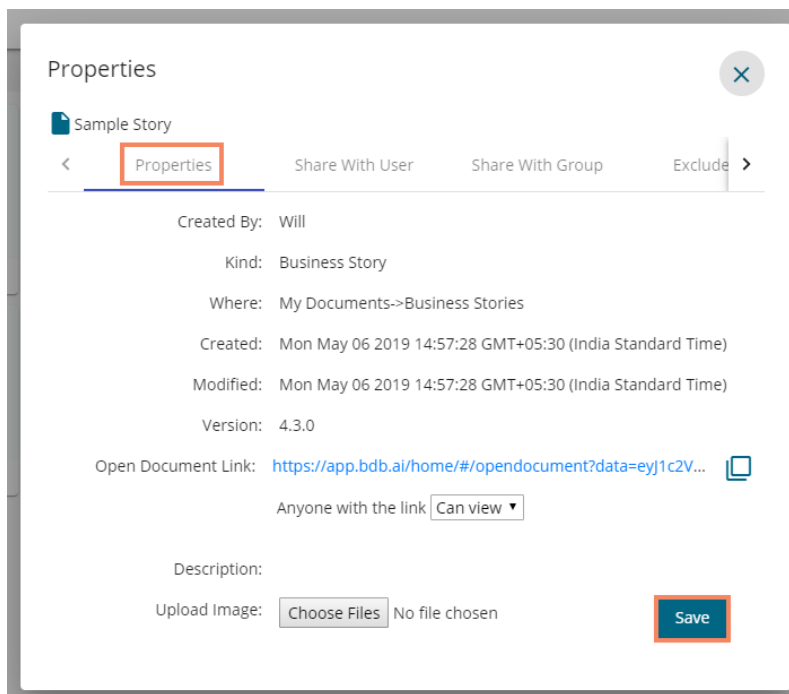 Properties
Sample Story
Properties Share With User Share With Group Exclude
Created By: Will
Kind: Business Story
Where: My Documents->Business Stories
Created: Mon May 06 2019 14:57:28 GMT+05:30 (India Standard Time)
Modified: Mon May 06 2019 14:57:28 GMT+05:30 (India Standard Time)
Version: 4.3.0
Open Document Link: https://app.bdb.ai/home/#/opendocument?data=eyJ1c2V...
Anyone with the link Can view
Description:
Upload Image: Choose Files No file chosen
Save